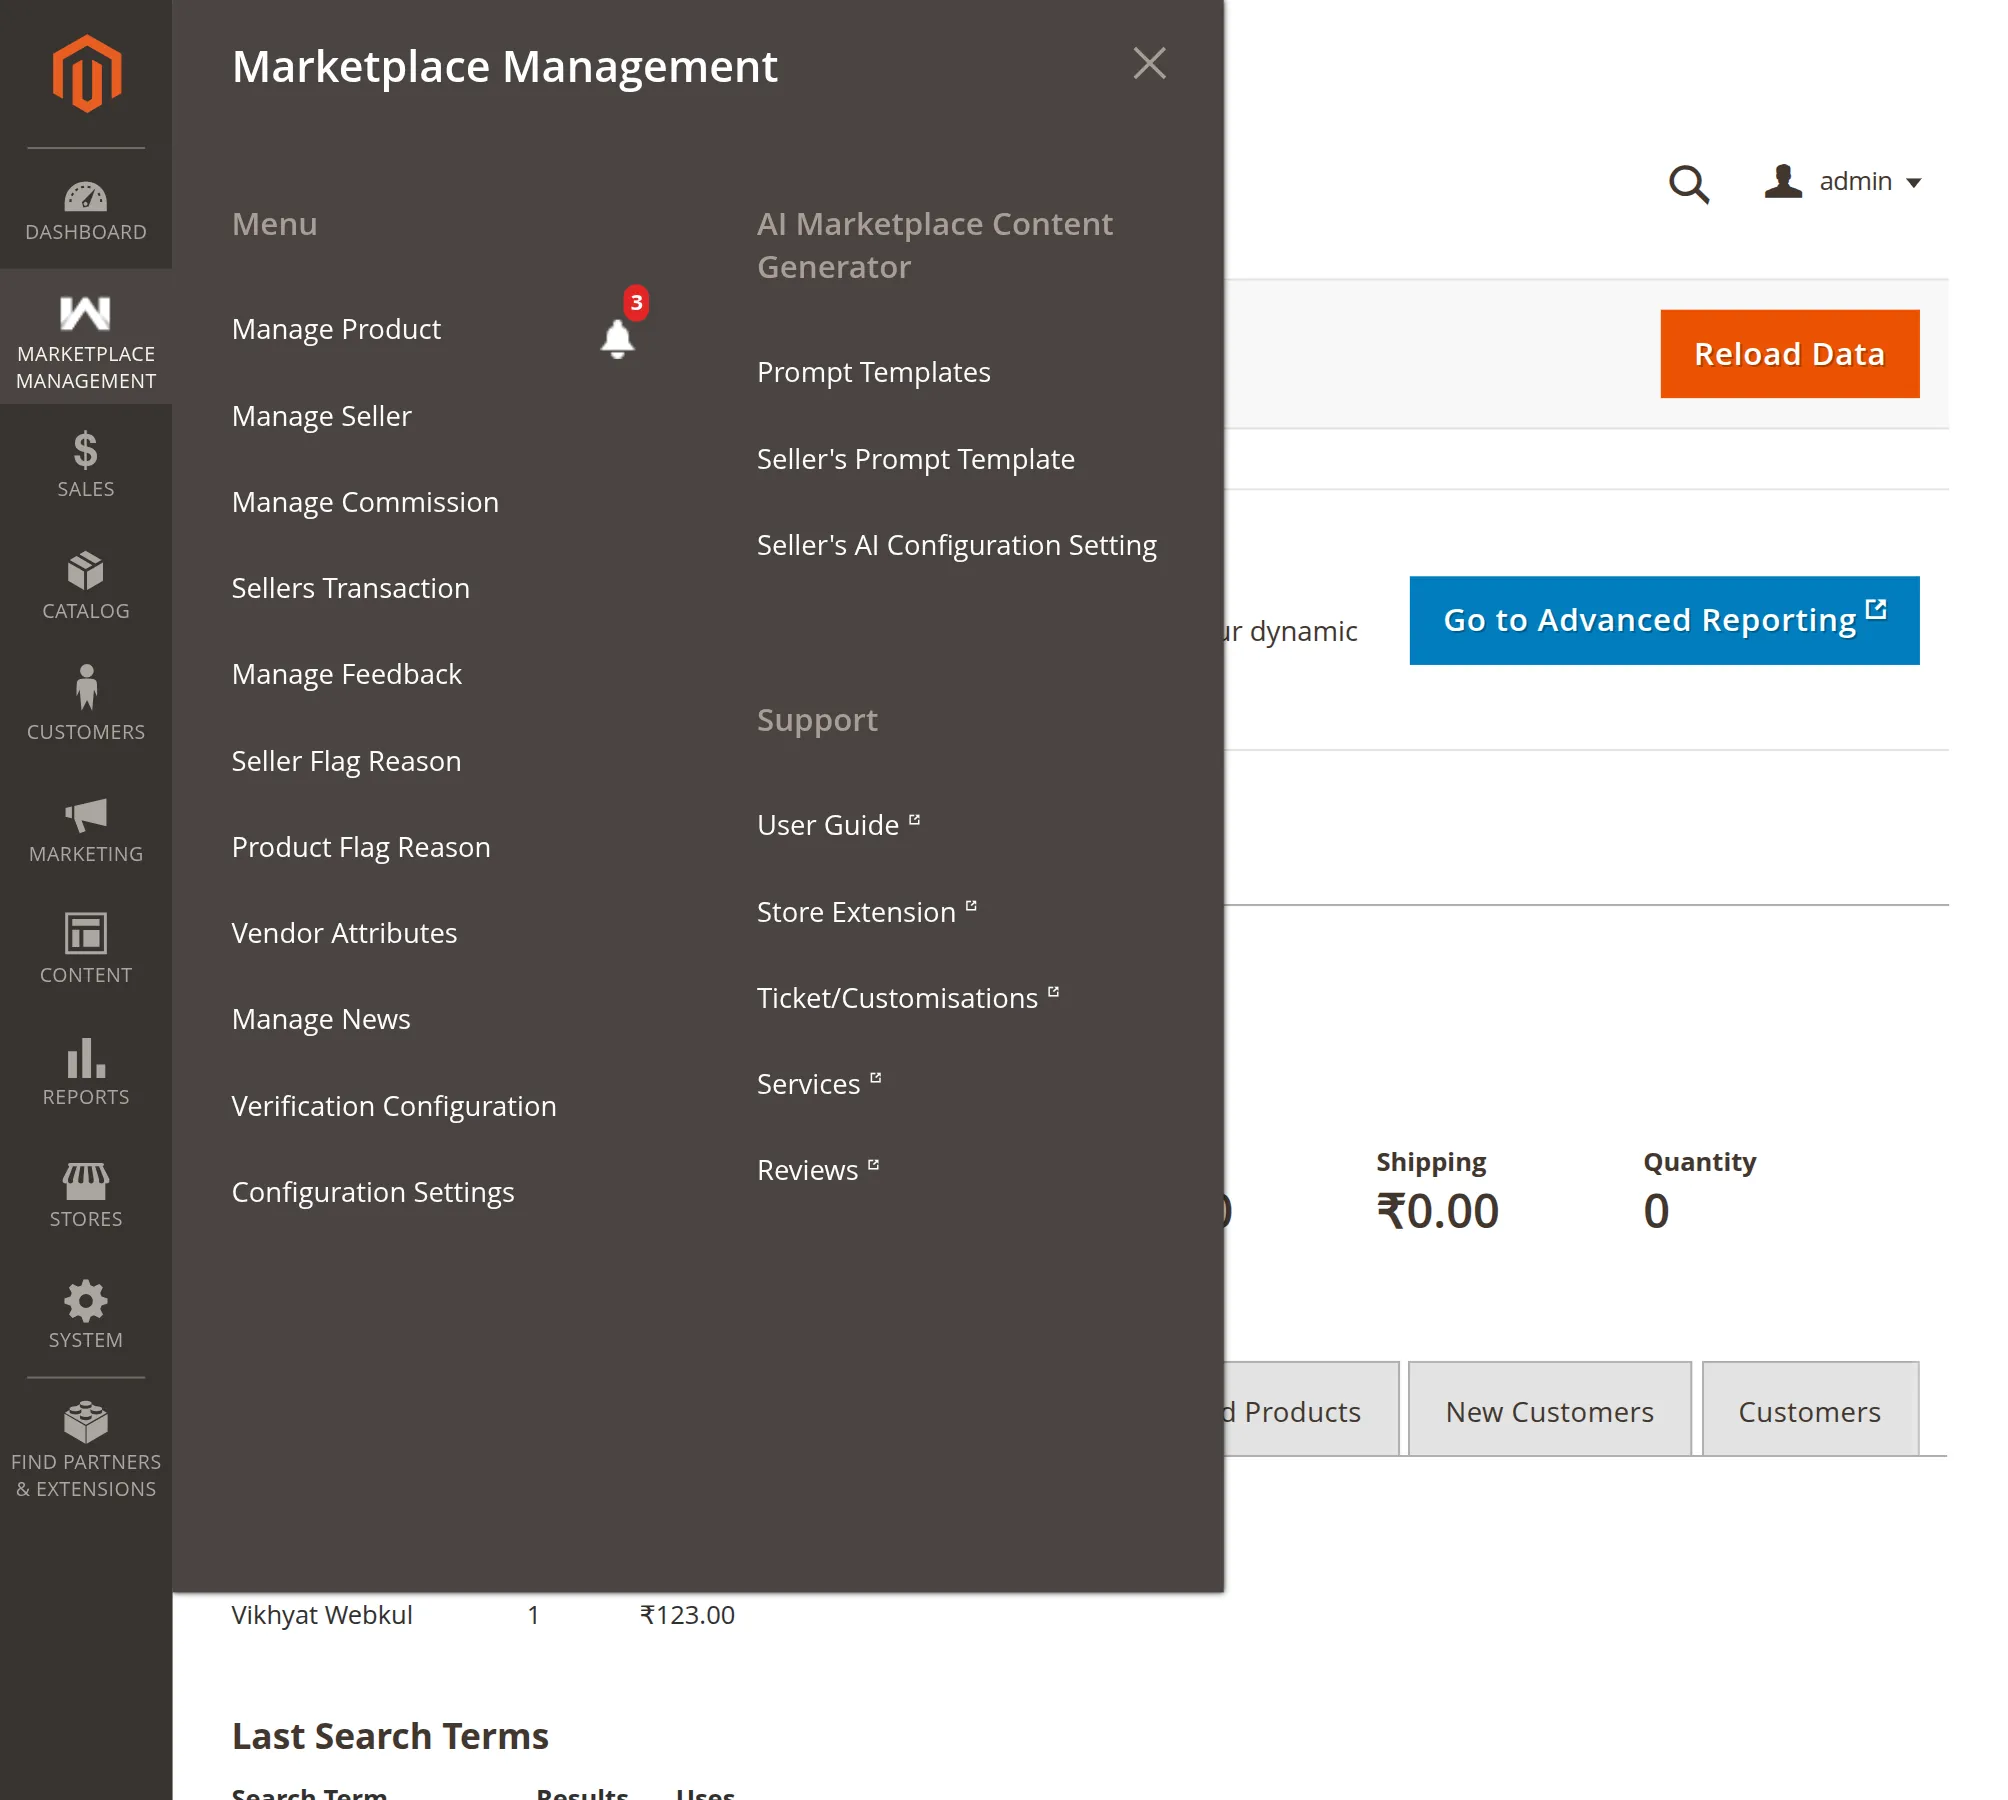 DASHBOARD
MARKETPLACE
MANAGEMENT
SALES
CATALOG
CUSTOMERS
MARKETING
CONTENT
REPORTS
STORES
SYSTEM
FIND PARTNERS
& EXTENSIONS
Marketplace Management
Menu
Manage Product
3
Manage Seller
Manage Commission
Sellers Transaction
Manage Feedback
Seller Flag Reason
Product Flag Reason
Vendor Attributes
Manage News
Verification Configuration
Configuration Settings
AI Marketplace Content
Generator
Prompt Templates
Seller's Prompt Template
Seller's AI Configuration Setting
Support
User Guide
Store Extension
Ticket/Customisations
Services
Reviews
admin
Reload Data
dynamic
Go to Advanced Reporting
Shipping
Quantity
₹0.00
0
Products
New Customers
Customers
Vikhyat Webkul 1 ₹123.00
Last Search Terms
Search Term Results Uses